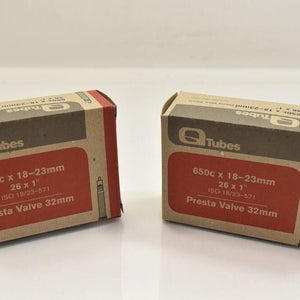 Tubes
c x 18-23mm
26 x 1"
ISO 18/23-571
Presta Valve 32mm
Q Tubes
650c x 18-23mm
26 x 1"
ISO 18/23-571
Presta Valve 32mm